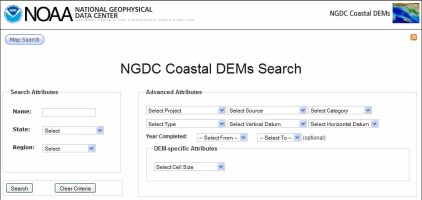 NOAA NATIONAL GEOPHYSICAL DATA CENTER
NGDC Coastal DEMs
Map Search
NGDC Coastal DEMs Search
Search Attributes
Name:
State: Select
Region: Select
Search Clear Criteria
Advanced Attributes
Select Project Select Source Select Category
Select Type Select Vertical Datum Select Horizontal Datum
Year Completed: -- Select From -- -- Select To -- (optional)
DEM-specific Attributes
Select Cell Size